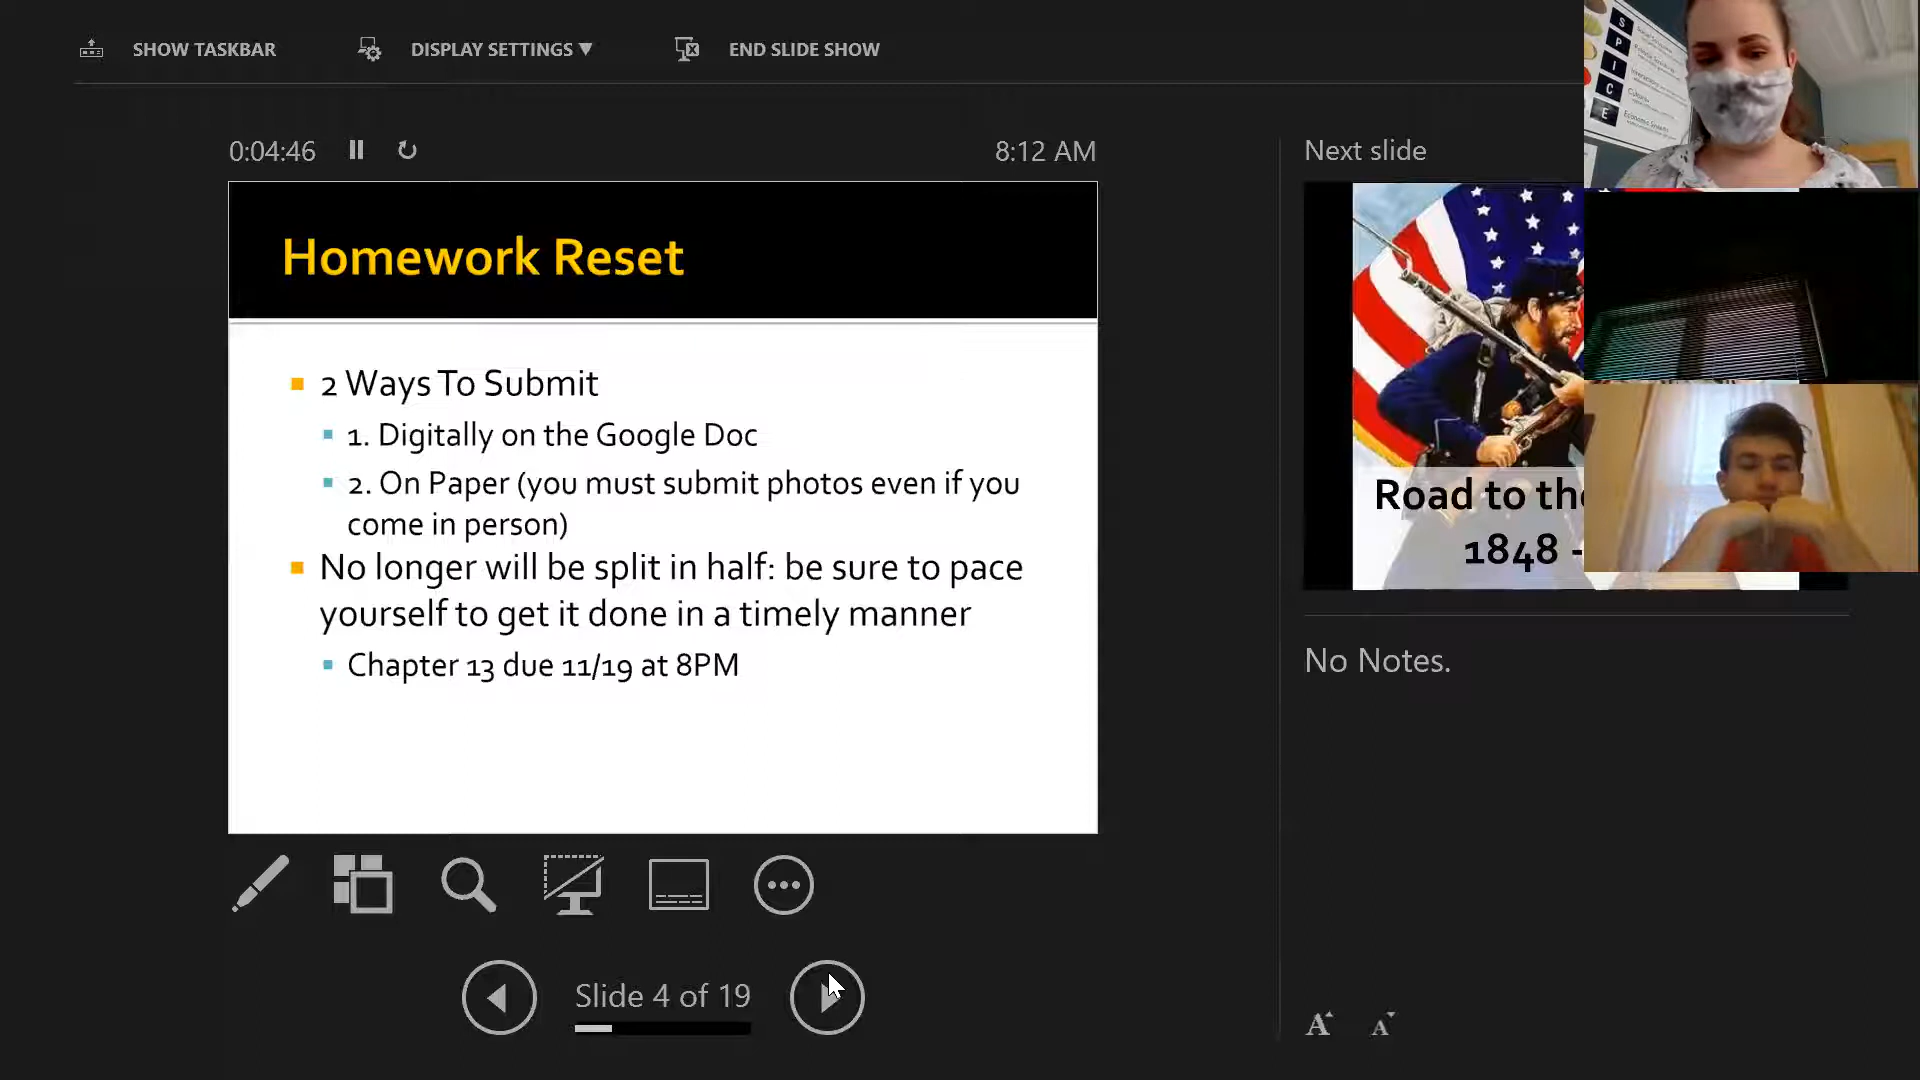 SHOW TASKBAR
DISPLAY SETTINGS ▼
END SLIDE SHOW
0:04:46
8:12 AM
Homework Reset
2 Ways To Submit
1. Digitally on the Google Doc
2. On Paper (you must submit photos even if you
come in person)
No longer will be split in half: be sure to pace
yourself to get it done in a timely manner
Chapter 13 due 11/19 at 8PM
Slide 4 of 19
Next slide
Road to the
1848 -
No Notes.
A
A
S
P
I
C
E